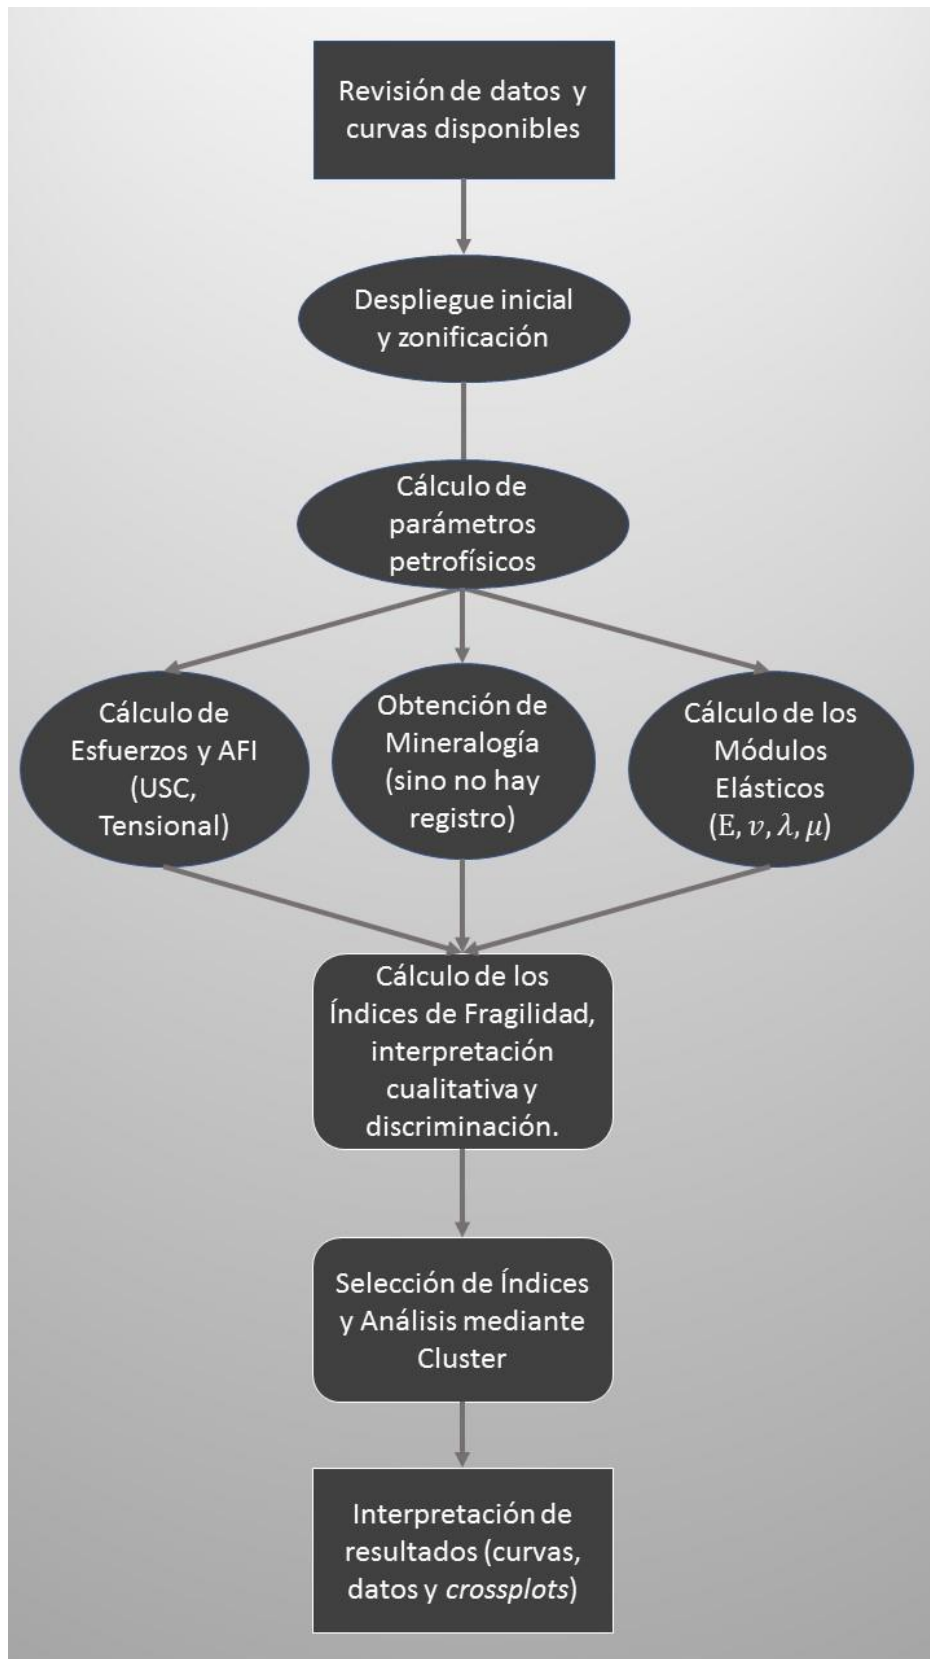 Revisión de datos y
curvas disponibles
Despliegue inicial
y zonificación
Cálculo de
parámetros
petrofísicos
Cálculo de
Esfuerzos y AFI
(USC,
Tensional)
Obtención de
Mineralogía
(sino no hay
registro)
Cálculo de los
Módulos
Elásticos
(E, ν, λ, μ)
Cálculo de los
Índices de Fragilidad,
interpretación
cualitativa y
discriminación.
Selección de Índices
y Análisis mediante
Cluster
Interpretación de
resultados (curvas,
datos y crossplots)